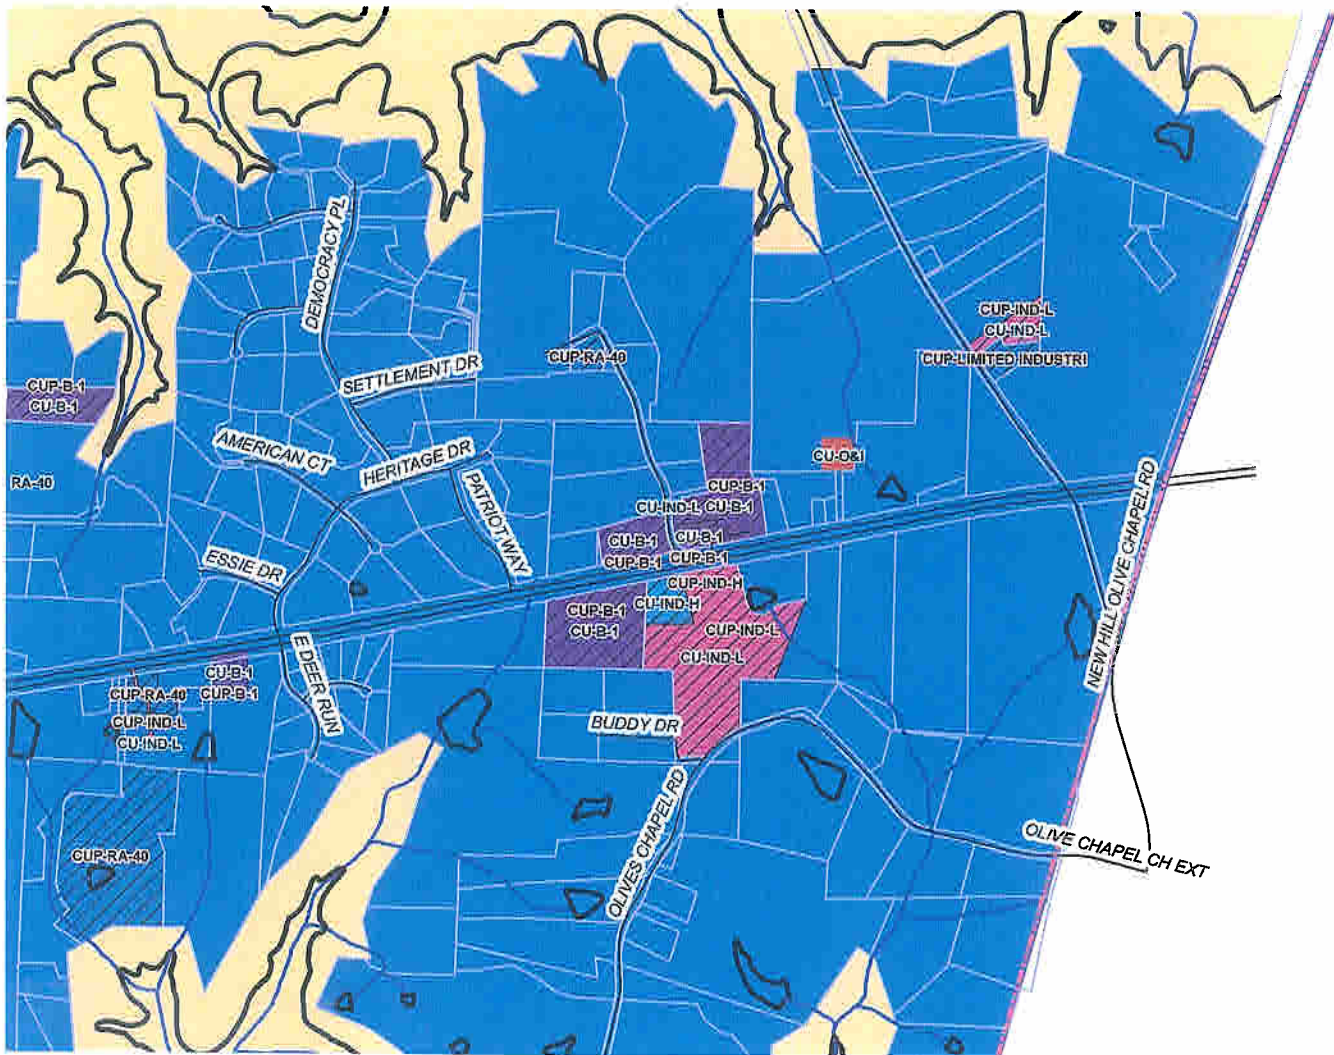 DEMOCRACY PL
CUP-IND-L
CU-IND-L
CUP-LIMITED INDUSTRI
CUP-RA-40
SETTLEMENT DR
CUP-B-1
CU-B-1
AMERICAN CT
HERITAGE DR
CU-O&I
RA-40
PATRIOT WAY
CUP-B-1
CU-IND-L CU-B-1
NEW HILL OLIVE CHAPEL RD
CU-B-1 CU-B-1
CUP-B-1 CUP-B-1
ESSIE DR
CUP-IND-H
CU-IND-H
CUP-B-1
CU-B-1
CUP-IND-L
CU-IND-L
E DEER RUN
CU-B-1
CUP-RA-40 CUP-B-1
CUP-IND-L
CU-IND-L
BUDDY DR
OLIVES CHAPEL RD
OLIVE CHAPEL CH EXT
CUP-RA-40